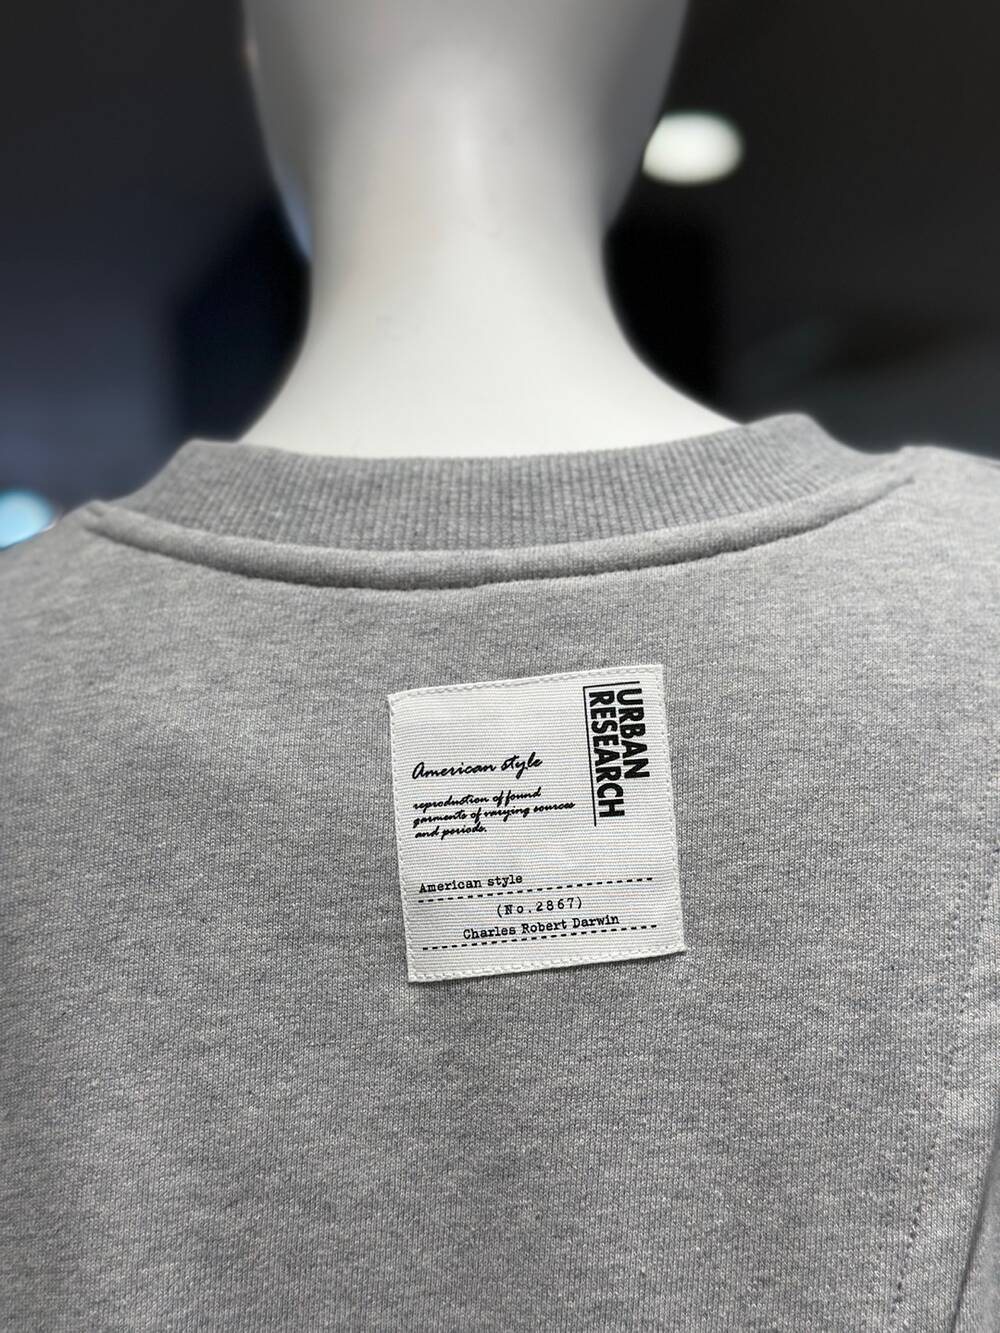 URBAN
RESEARCH
American style
reproduction of found
garments of varying sources
and periods.
American style
(No.2867)
Charles Robert Darwin